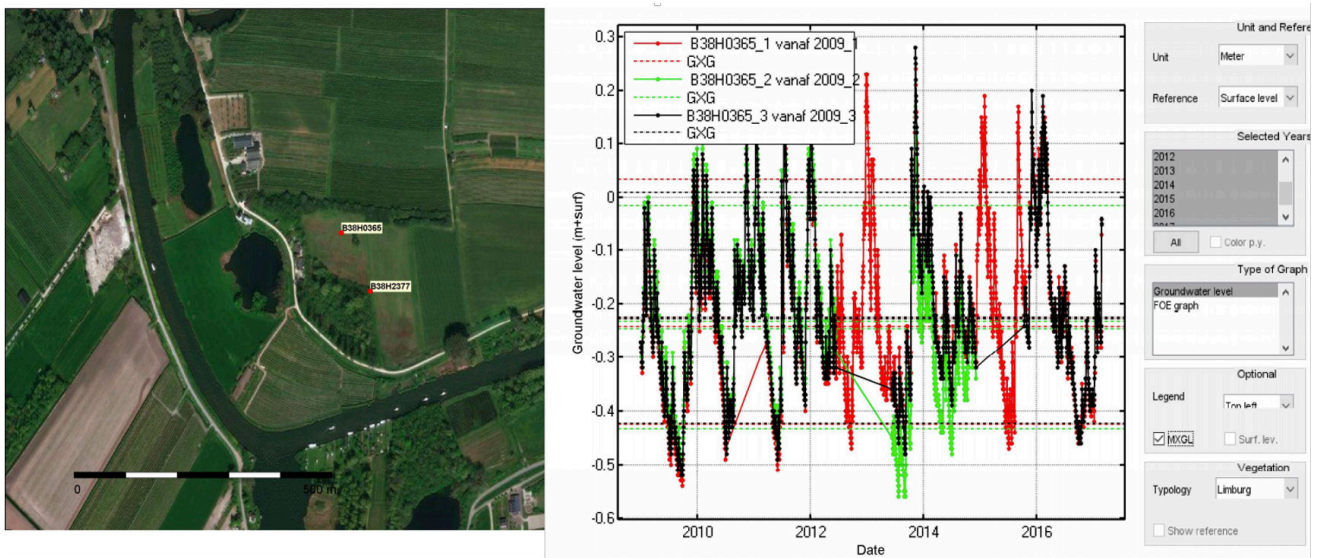 B38H0365
B38H2377
0
500 m
B38H0365_1 vanaf 2009_1
GXG
B38H0365_2 vanaf 2009_2
GXG
B38H0365_3 vanaf 2009_3
GXG
Groundwater level (m+surf)
0.3
0.2
0.1
0
-0.1
-0.2
-0.3
-0.4
-0.5
-0.6
2010
2012
2014
2016
Date
Unit and Refere
Unit
Meter
Reference
Surface level
Selected Years
2012
2013
2014
2015
2016
2017
All
Color p.y.
Type of Graph
Groundwater level
FOE graph
Optional
Legend
Top left
MXGL
Surf. lev.
Vegetation
Typology
Limburg
Show reference